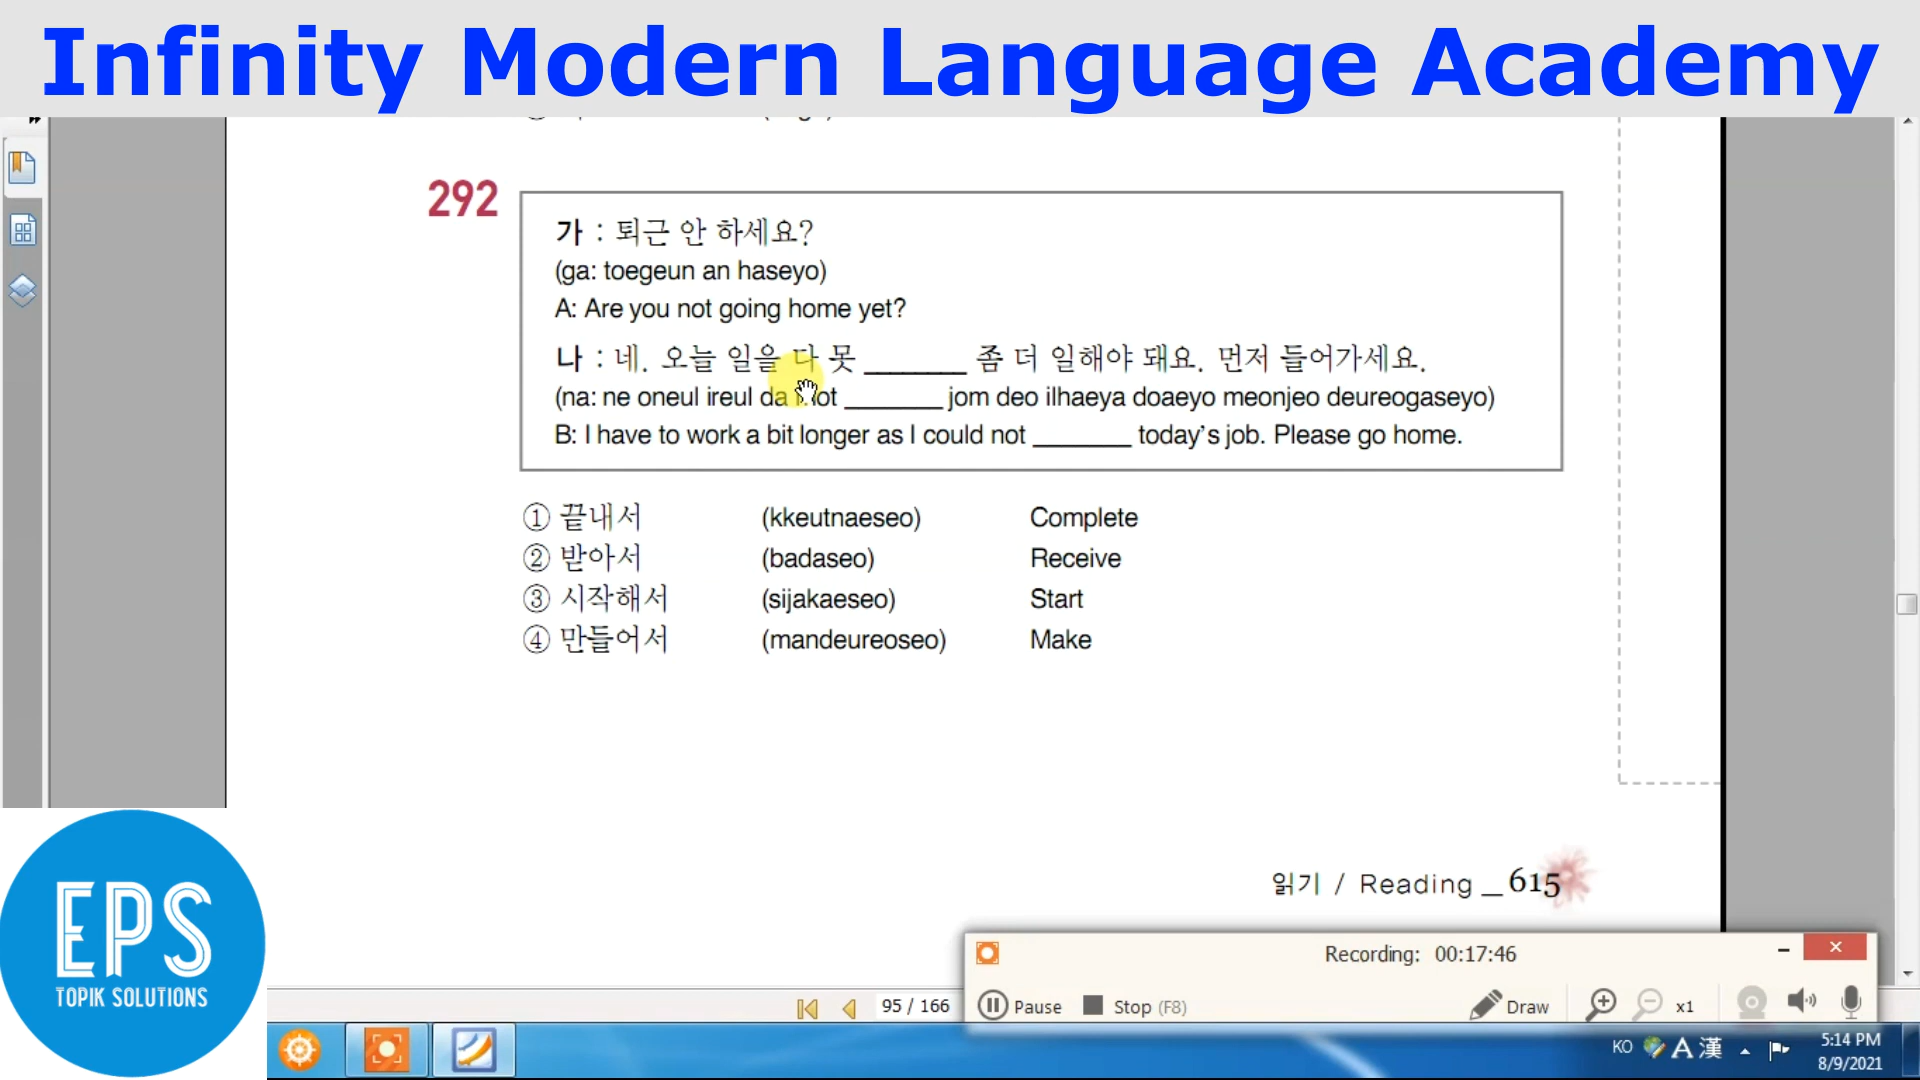 Infinity Modern Language Academy
292
가 : 퇴근 안 하세요?
(ga: toegeun an haseyo)
A: Are you not going home yet?
나 : 네. 오늘 일을 다 못 ________ 좀 더 일해야 돼요. 먼저 들어가세요.
(na: ne oneul ireul da ot ________ jom deo ilhaeya doaeyo meonjeo deureogaseyo)
B: I have to work a bit longer as I could not ________ today's job. Please go home.
① 끝내서 (kkeutnaeseo) Complete
② 받아서 (badaseo) Receive
③ 시작해서 (sijakaeseo) Start
④ 만들어서 (mandeureoseo) Make
읽기 / Reading _ 615
EPS
TOPIK SOLUTIONS
Recording: 00:17:46
95 / 166
Pause Stop (F8) Draw x1
KO A 漢
5:14 PM
8/9/2021